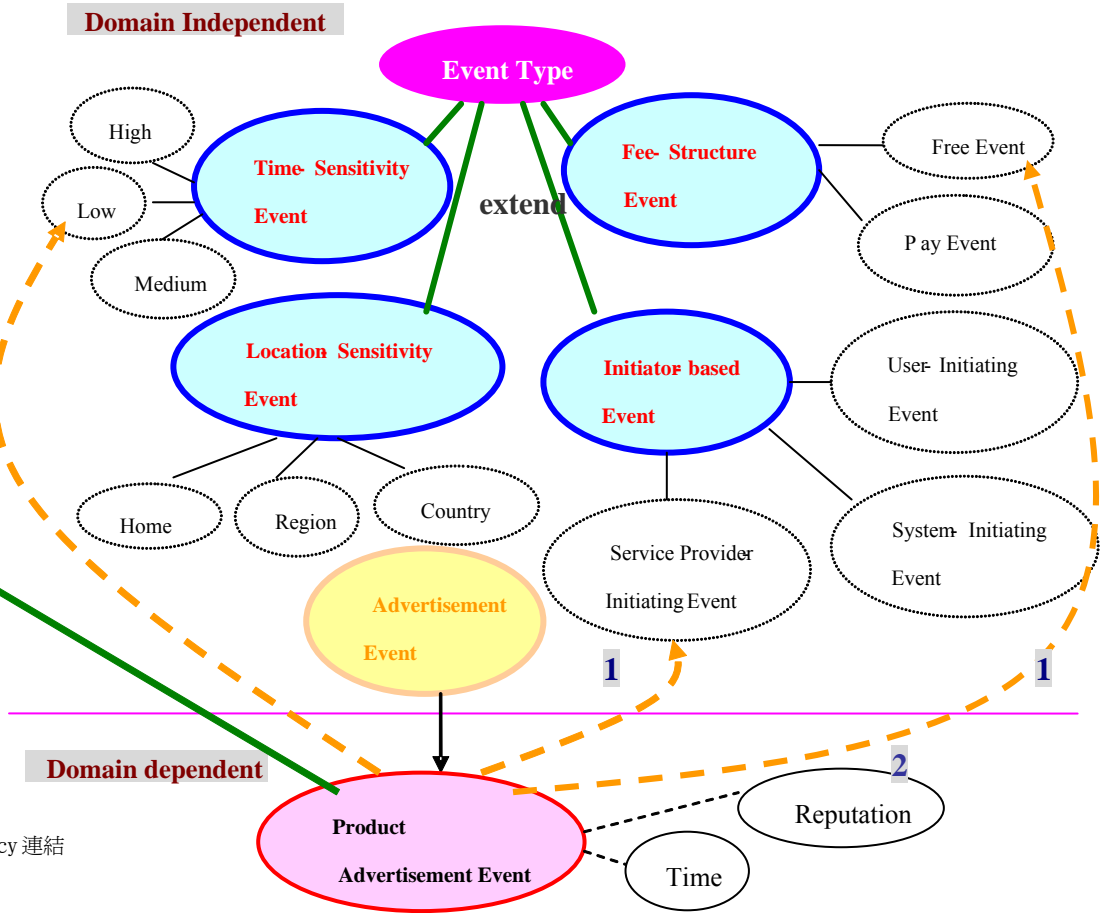 Domain Independent
Event Type
High
Low
Medium
Time- Sensitivity
Event
extend
Fee- Structure
Event
Free Event
P ay Event
Location- Sensitivity
Event
Initiator- based
Event
User- Initiating
Event
Home
Region
Country
Service Provider-
Initiating Event
System- Initiating
Event
Advertisement
Event
1
1
Domain dependent
2
Product
Advertisement Event
Reputation
Time
cy 連結